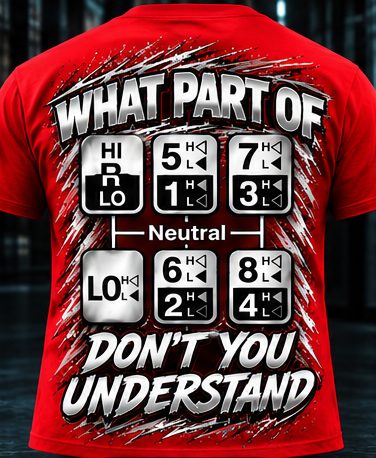 WHAT PART OF
HI
R
LO
5 H◁
L◀
1 H◁
L◀
7 H◁
L◀
3 H◁
L◀
Neutral
LO H◁
L◀
6 H◁
L◀
2 H◁
L◀
8 H◁
L◀
4 H◁
L◀
DON'T YOU
UNDERSTAND